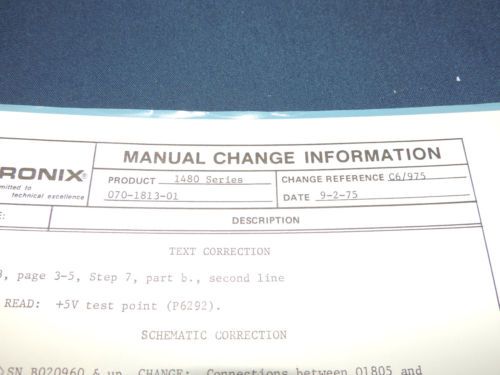 MANUAL CHANGE INFORMATION
RONIX®
PRODUCT 1480 Series CHANGE REFERENCE C6/975
mitted to
technical excellence
070-1813-01 DATE 9-2-75
E: DESCRIPTION
TEXT CORRECTION
page 3-5, Step 7, part b., second line
READ: +5V test point (P6292).
SCHEMATIC CORRECTION
SN B020960 & up CHANGE: Connections between Q1805 and